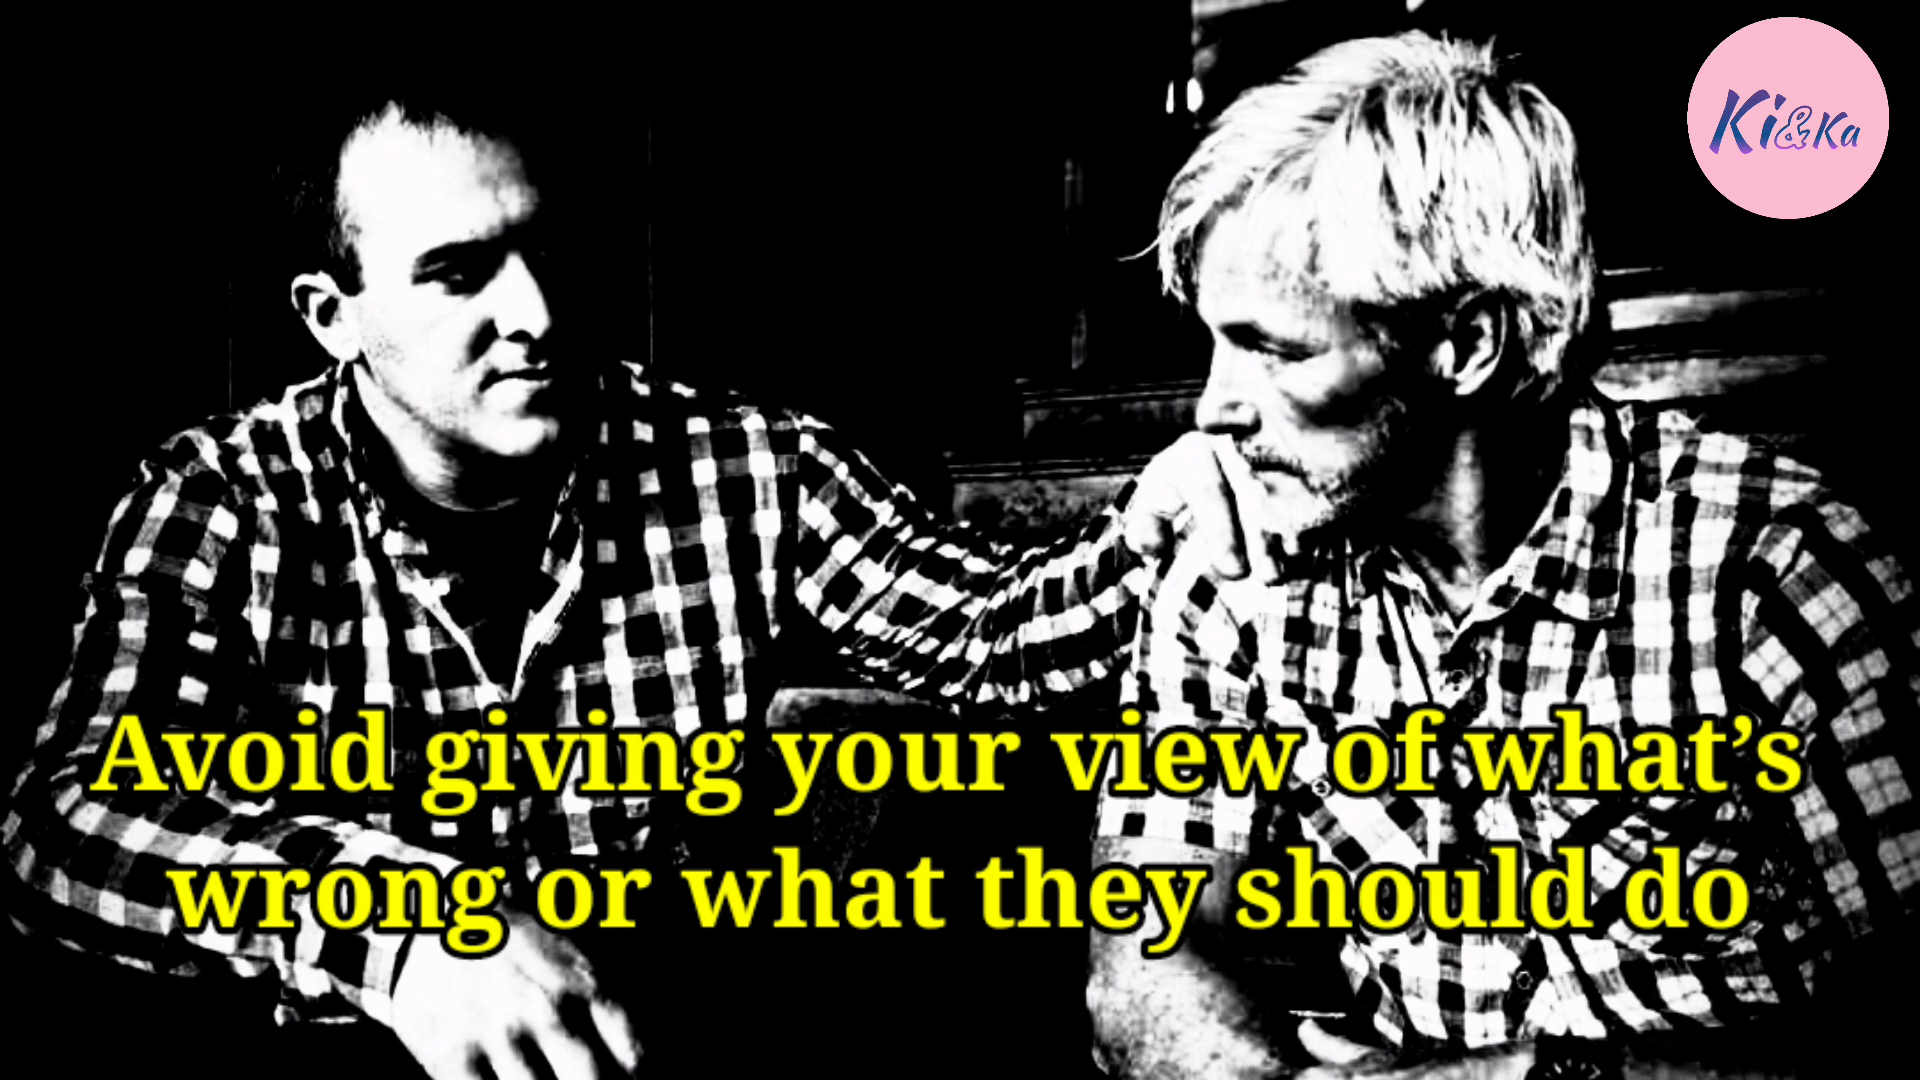 Ki&Ka
Avoid giving your view of what’s
wrong or what they should do